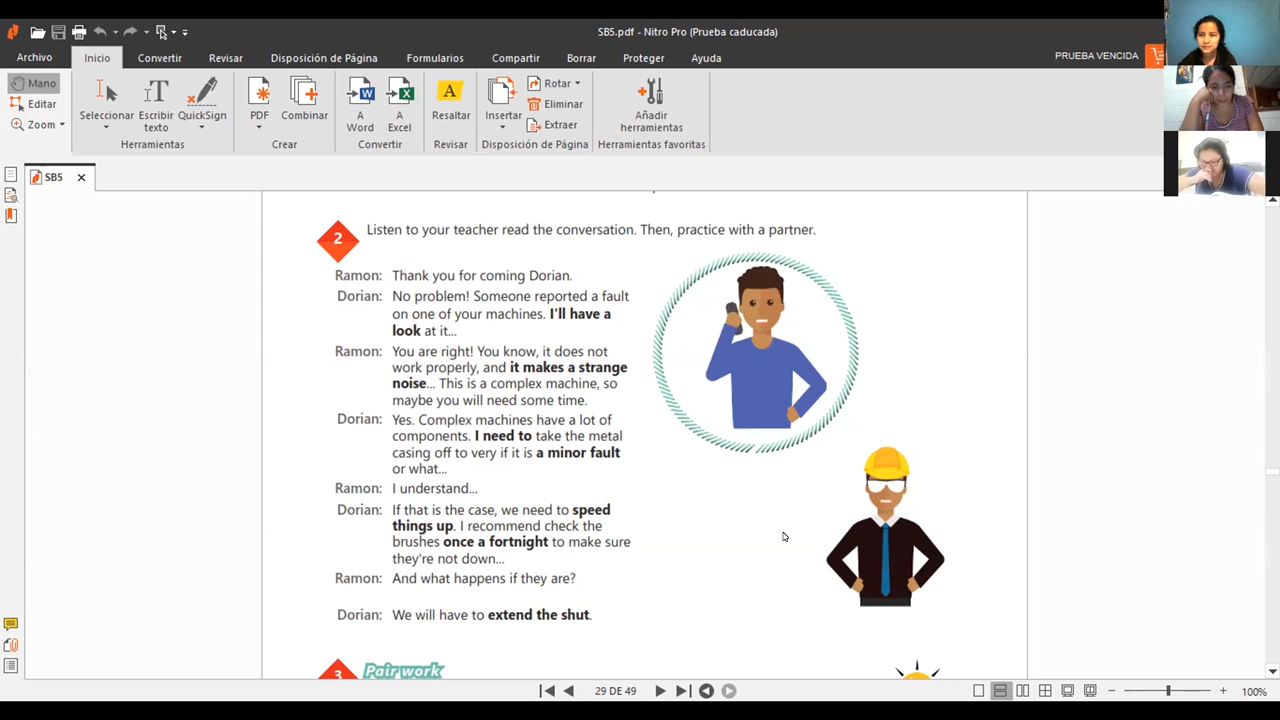 SB5.pdf - Nitro Pro (Prueba caducada)
Archivo Inicio Convertir Revisar Disposición de Página Formularios Compartir Borrar Proteger Ayuda PRUEBA VENCIDA
Mano
Editar
Zoom
Seleccionar
Escribir texto
QuickSign
Herramientas
PDF
Combinar
Crear
A Word
A Excel
Convertir
Resaltar
Revisar
Insertar
Rotar
Eliminar
Extraer
Disposición de Página
Añadir herramientas
Herramientas favoritas
SB5
2 Listen to your teacher read the conversation. Then, practice with a partner.
Ramon: Thank you for coming Dorian.
Dorian: No problem! Someone reported a fault
on one of your machines. I'll have a
look at it...
Ramon: You are right! You know, it does not
work properly, and it makes a strange
noise... This is a complex machine, so
maybe you will need some time.
Dorian: Yes. Complex machines have a lot of
components. I need to take the metal
casing off to very if it is a minor fault
or what...
Ramon: I understand...
Dorian: If that is the case, we need to speed
things up. I recommend check the
brushes once a fortnight to make sure
they're not down...
Ramon: And what happens if they are?
Dorian: We will have to extend the shut.
3 Pair work
29 DE 49
100%